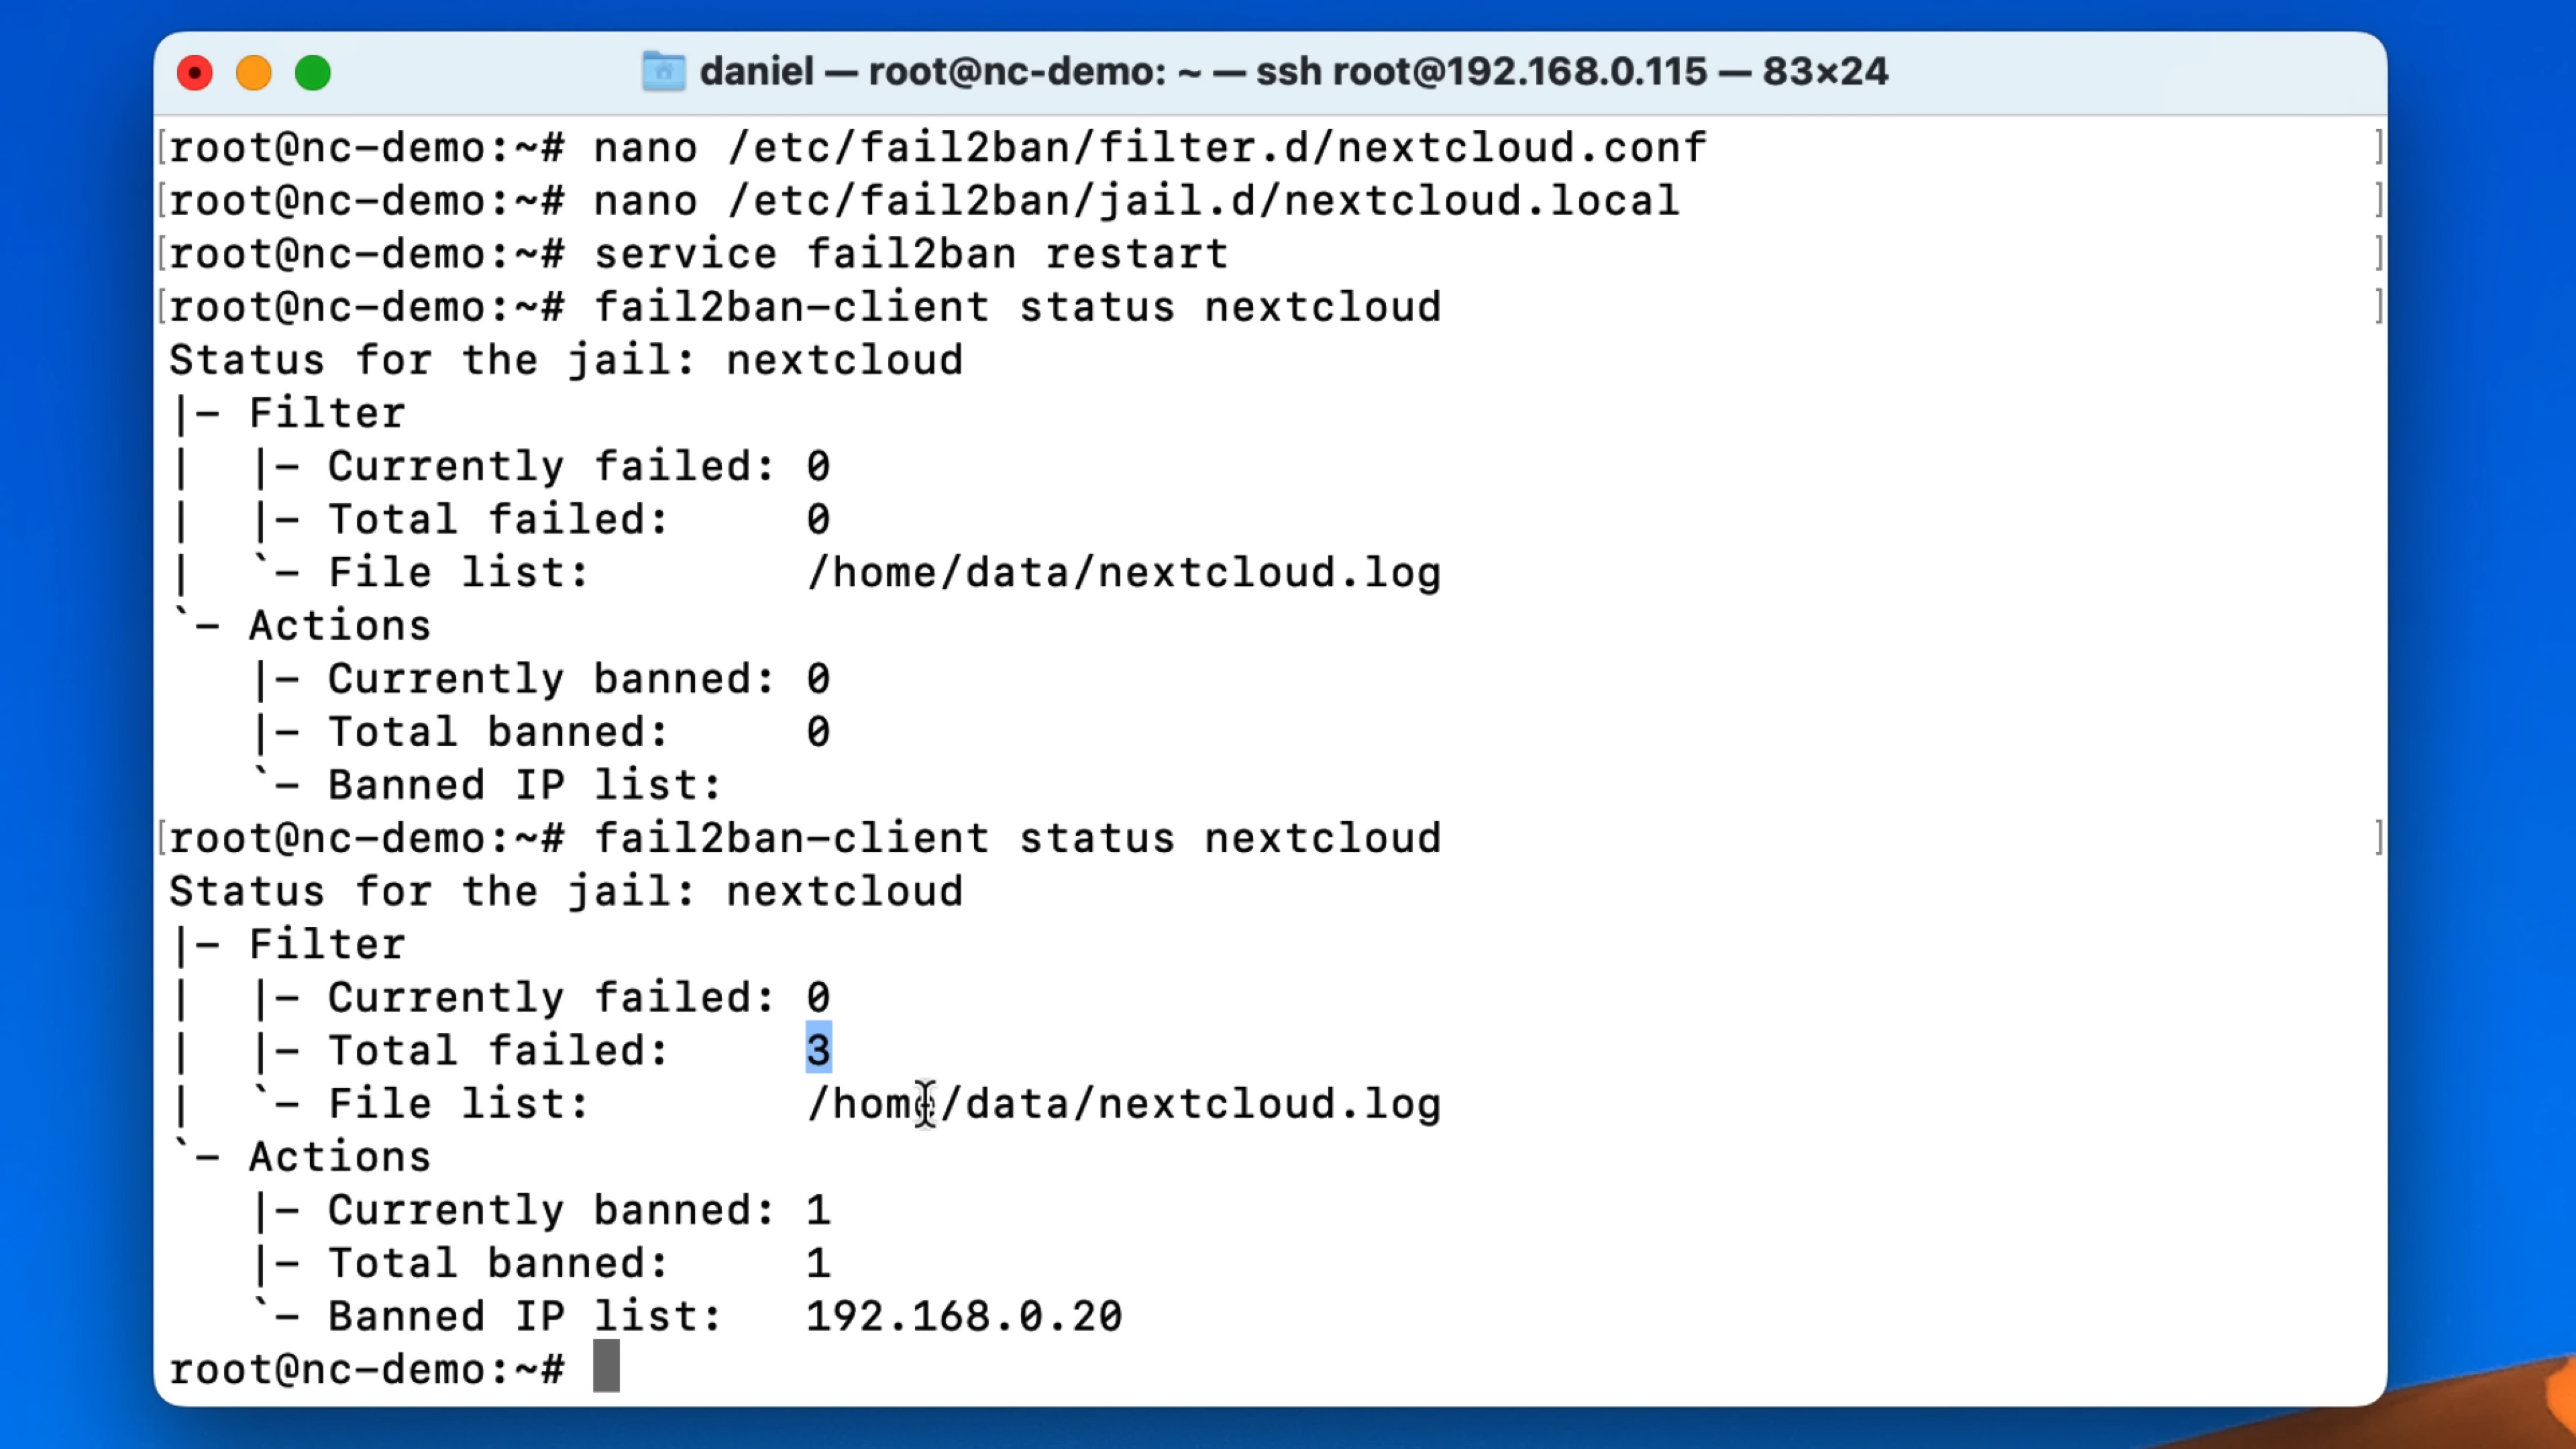 daniel — root@nc-demo: ~ — ssh root@192.168.0.115 — 83×24
[root@nc-demo:~# nano /etc/fail2ban/filter.d/nextcloud.conf ]
[root@nc-demo:~# nano /etc/fail2ban/jail.d/nextcloud.local ]
[root@nc-demo:~# service fail2ban restart ]
[root@nc-demo:~# fail2ban-client status nextcloud ]
Status for the jail: nextcloud
|- Filter
|  |- Currently failed: 0
|  |- Total failed:     0
|  `- File list:        /home/data/nextcloud.log
`- Actions
   |- Currently banned: 0
   |- Total banned:     0
   `- Banned IP list:
[root@nc-demo:~# fail2ban-client status nextcloud ]
Status for the jail: nextcloud
|- Filter
|  |- Currently failed: 0
|  |- Total failed:     3
|  `- File list:        /home/data/nextcloud.log
`- Actions
   |- Currently banned: 1
   |- Total banned:     1
   `- Banned IP list:   192.168.0.20
root@nc-demo:~#